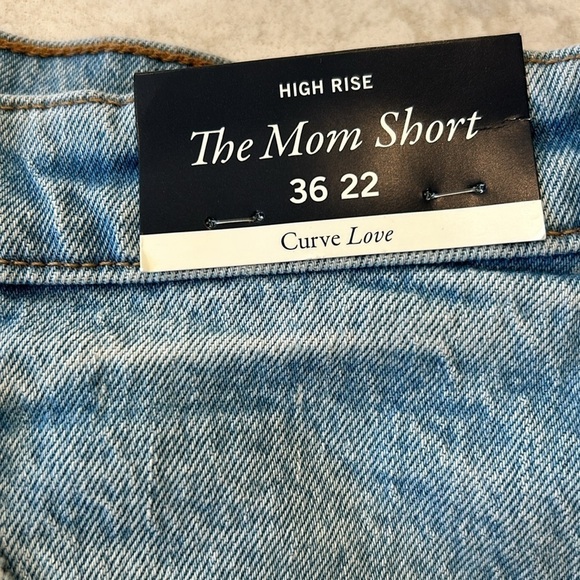 HIGH RISE
The Mom Short
36 22
Curve Love